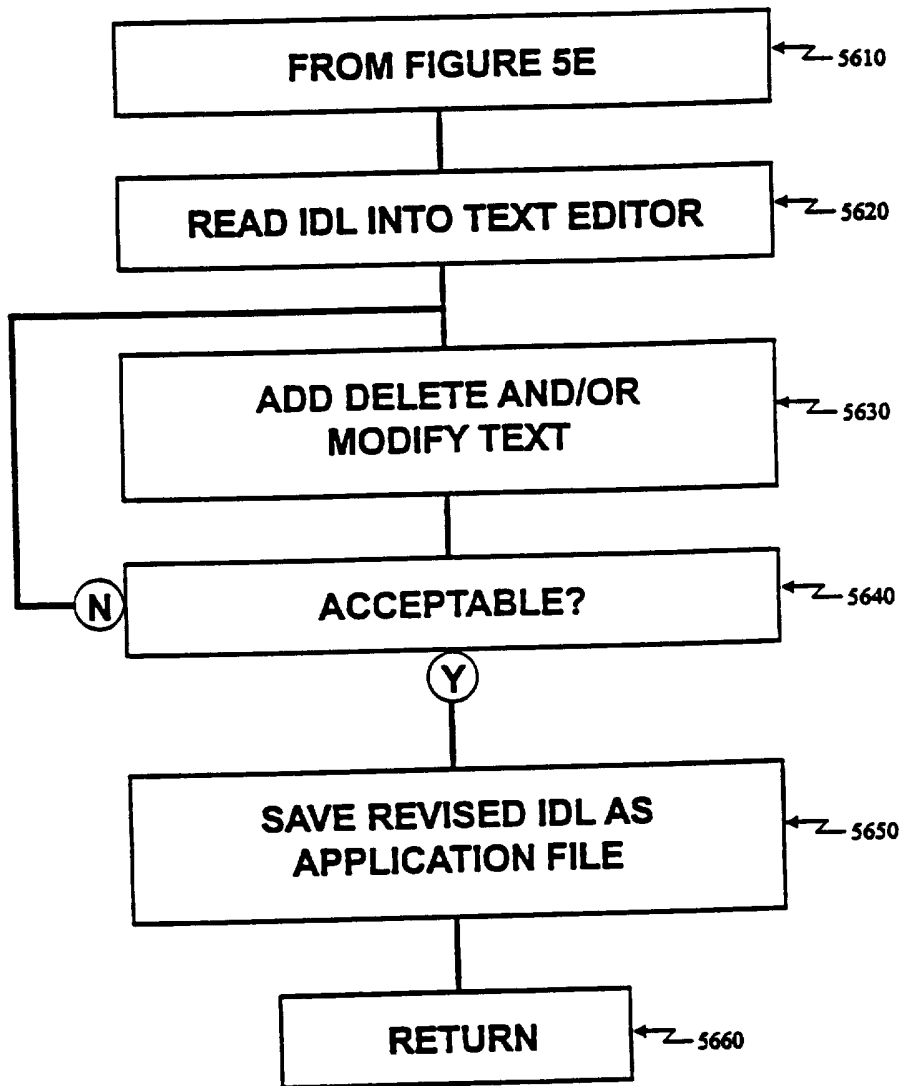 FROM FIGURE 5E
5610
READ IDL INTO TEXT EDITOR
5620
ADD DELETE AND/OR
MODIFY TEXT
5630
N
ACCEPTABLE?
5640
Y
SAVE REVISED IDL AS
APPLICATION FILE
5650
RETURN
5660